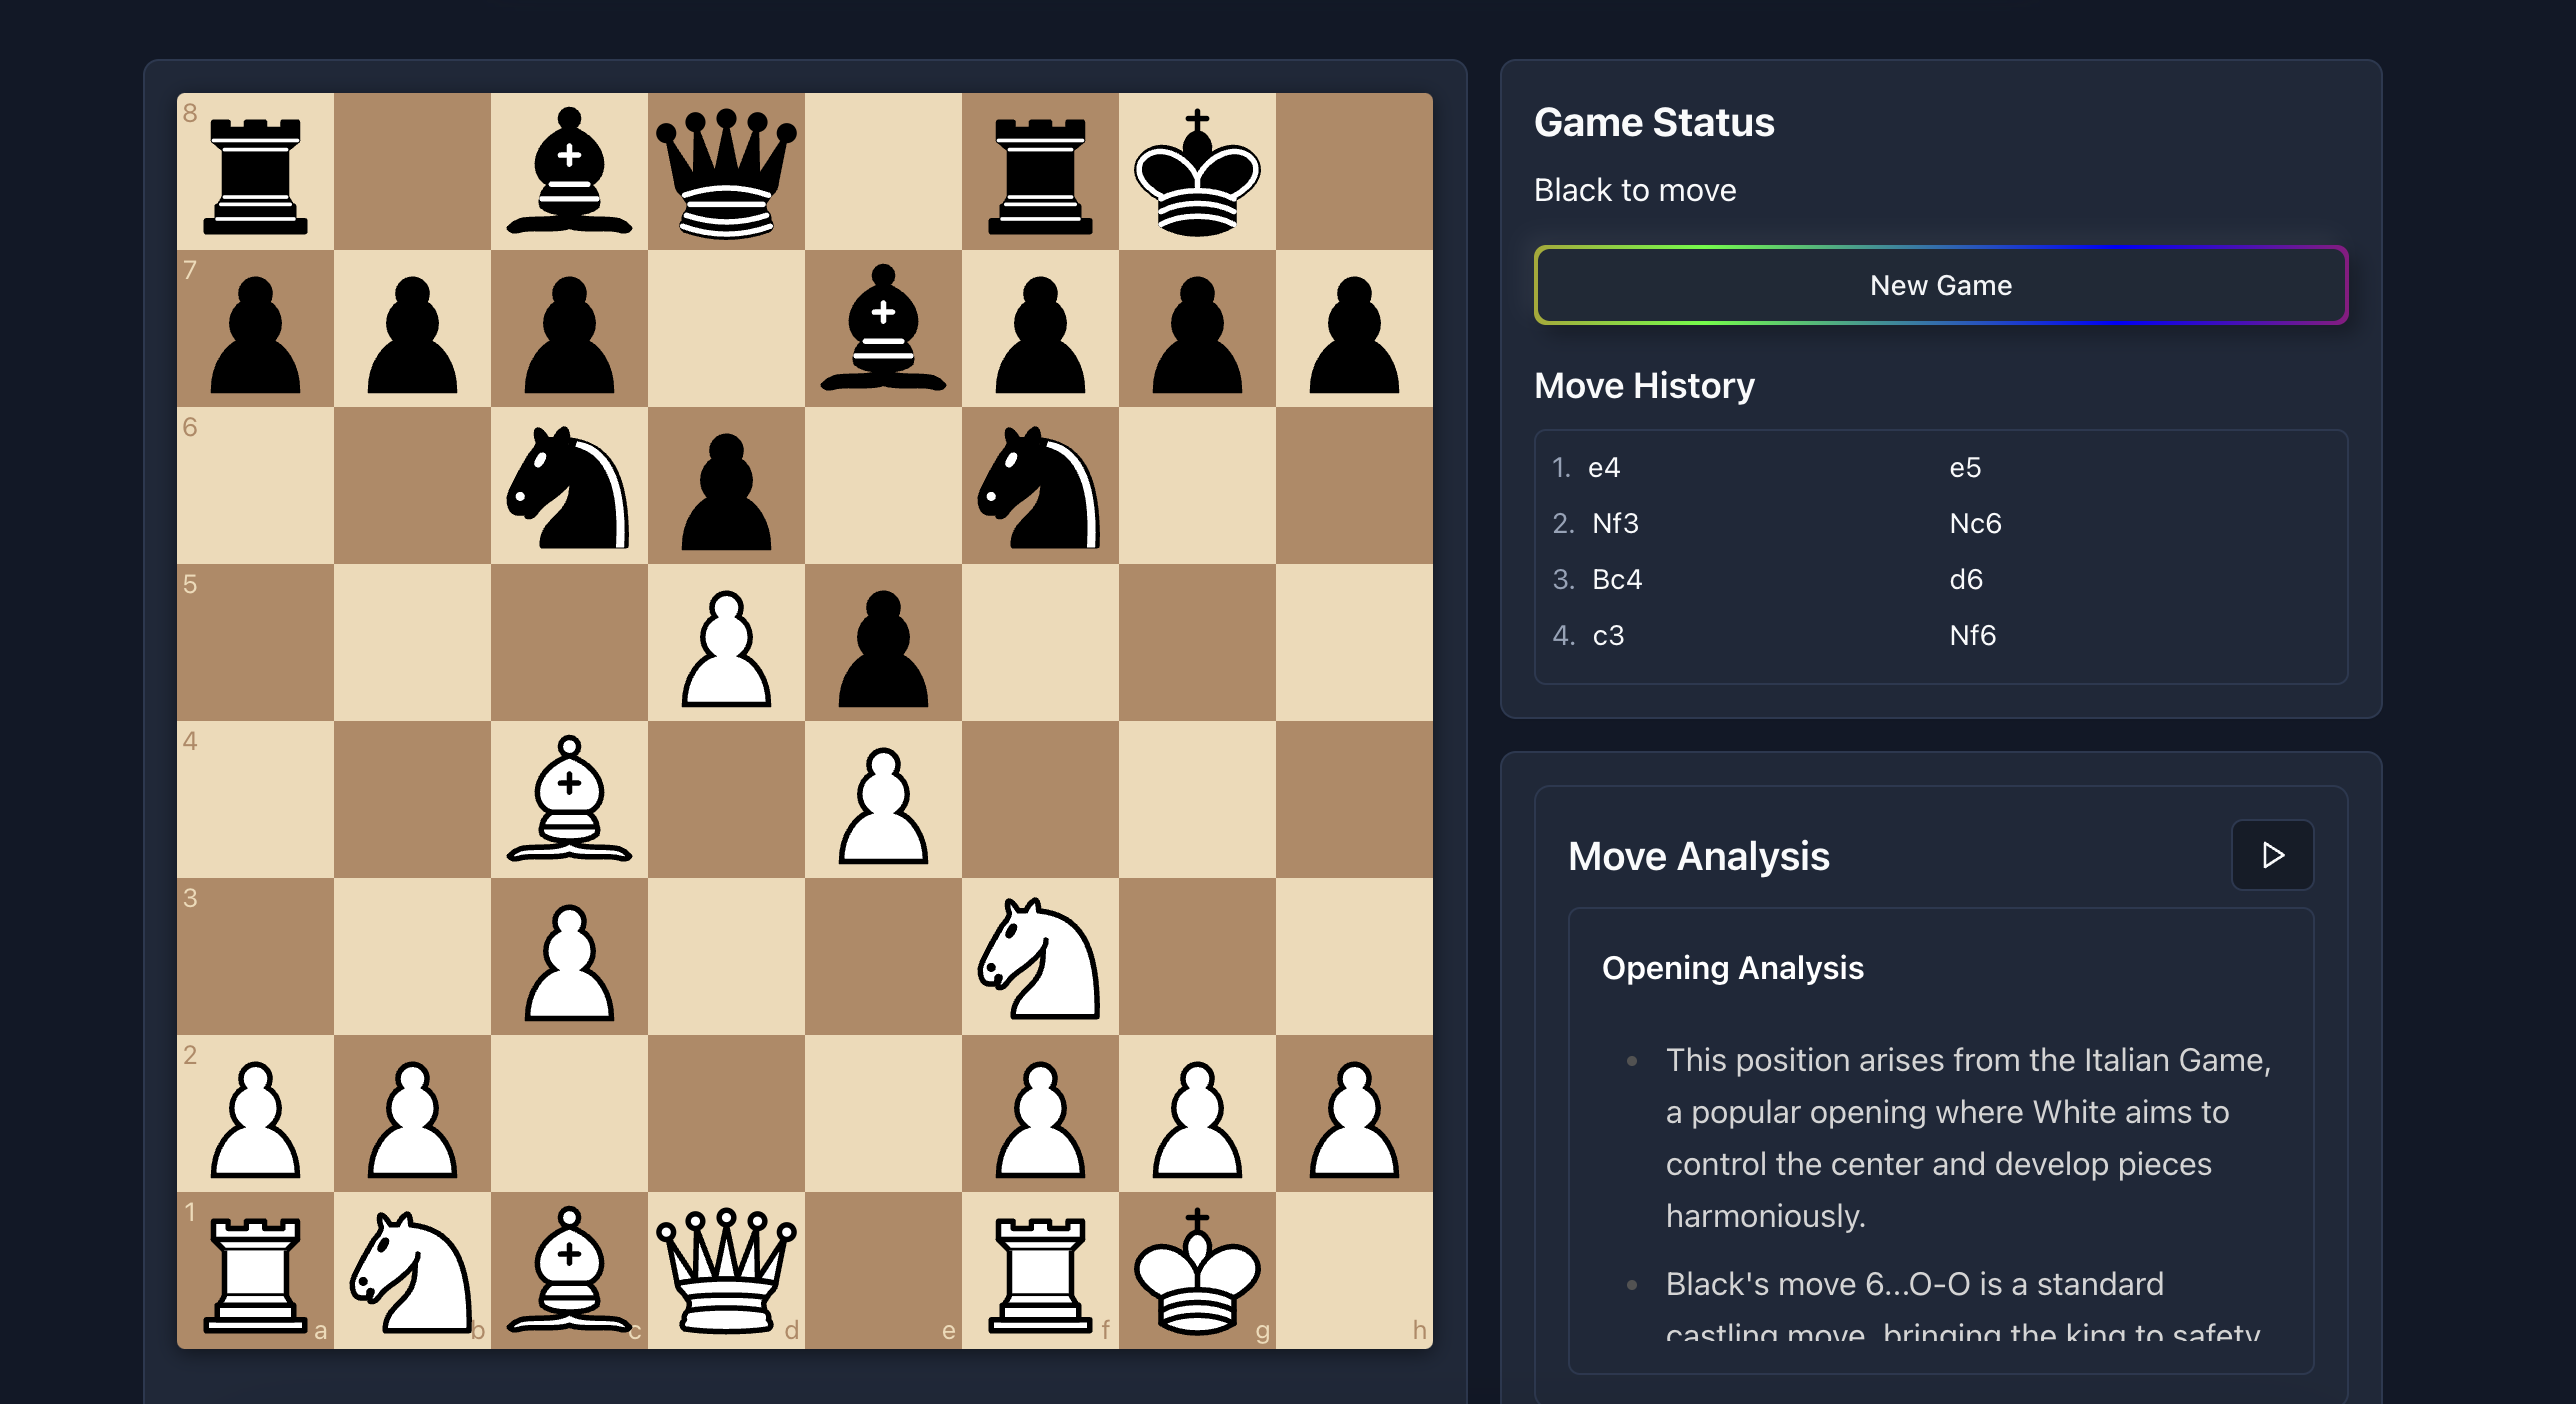 8
7
6
5
4
3
2
1
a b c d e f g h
Game Status
Black to move
New Game
Move History
1. e4 e5
2. Nf3 Nc6
3. Bc4 d6
4. c3 Nf6
Move Analysis
Opening Analysis
This position arises from the Italian Game,
a popular opening where White aims to
control the center and develop pieces
harmoniously.
Black's move 6...O-O is a standard
castling move, bringing the king to safety